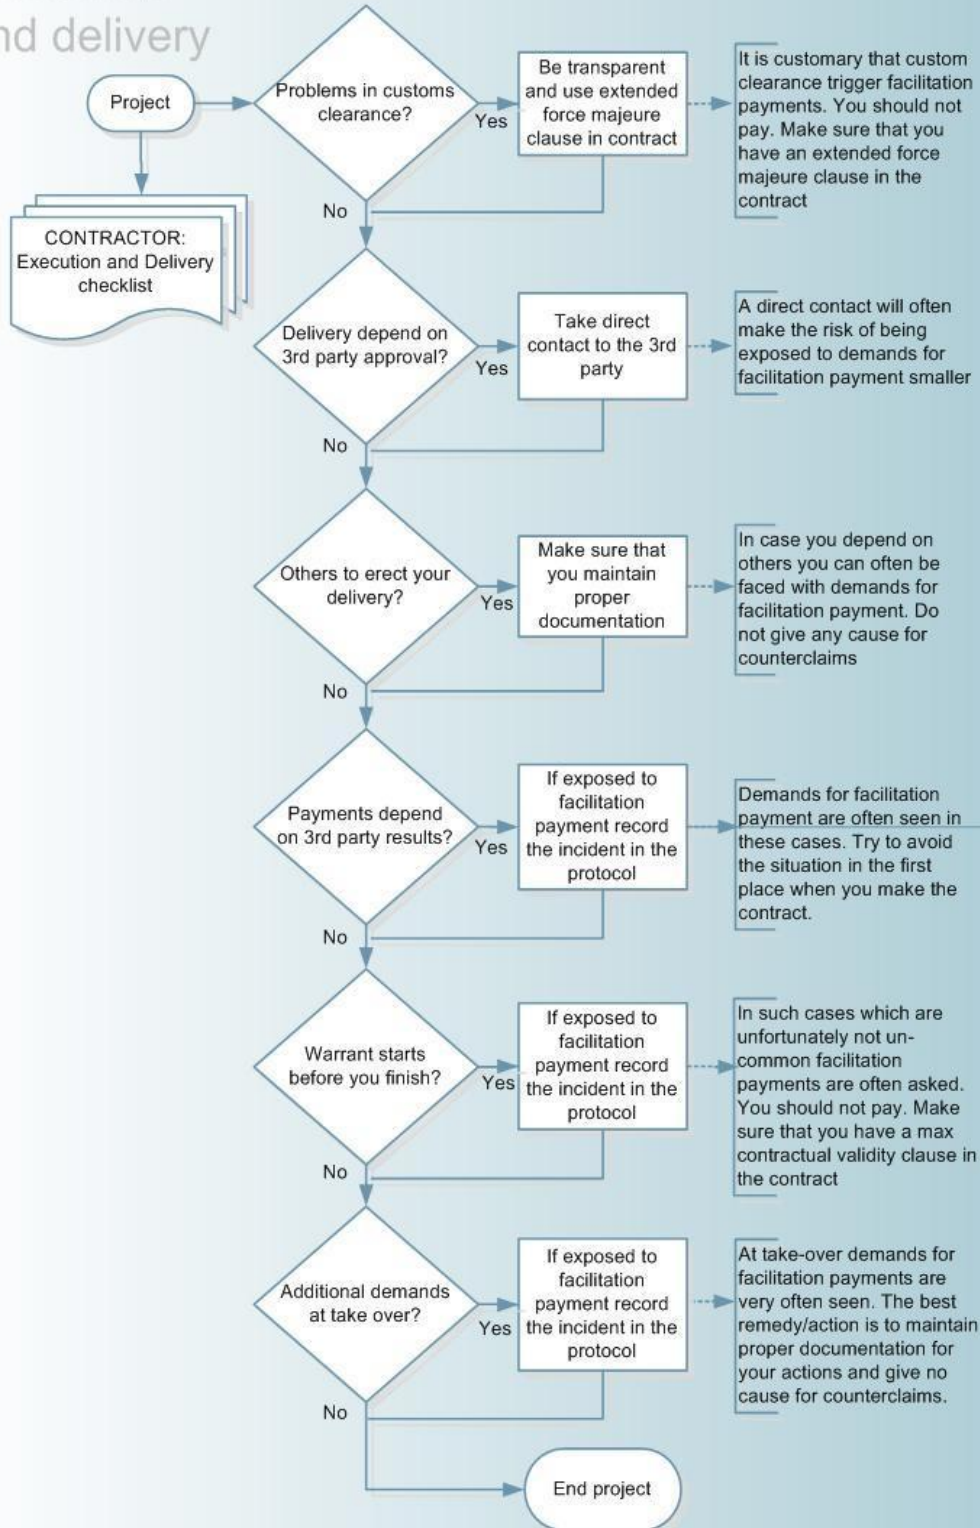 nd delivery
Project
CONTRACTOR:
Execution and Delivery
checklist
Problems in customs
clearance?
Yes
Be transparent
and use extended
force majeure
clause in contract
It is customary that custom
clearance trigger facilitation
payments. You should not
pay. Make sure that you
have an extended force
majeure clause in the
contract
No
Delivery depend on
3rd party approval?
Yes
Take direct
contact to the 3rd
party
A direct contact will often
make the risk of being
exposed to demands for
facilitation payment smaller
No
Others to erect your
delivery?
Yes
Make sure that
you maintain
proper
documentation
In case you depend on
others you can often be
faced with demands for
facilitation payment. Do
not give any cause for
counterclaims
No
Payments depend
on 3rd party results?
Yes
If exposed to
facilitation
payment record
the incident in the
protocol
Demands for facilitation
payment are often seen in
these cases. Try to avoid
the situation in the first
place when you make the
contract.
No
Warrant starts
before you finish?
Yes
If exposed to
facilitation
payment record
the incident in the
protocol
In such cases which are
unfortunately not un-
common facilitation
payments are often asked.
You should not pay. Make
sure that you have a max
contractual validity clause in
the contract
No
Additional demands
at take over?
Yes
If exposed to
facilitation
payment record
the incident in the
protocol
At take-over demands for
facilitation payments are
very often seen. The best
remedy/action is to maintain
proper documentation for
your actions and give no
cause for counterclaims.
No
End project